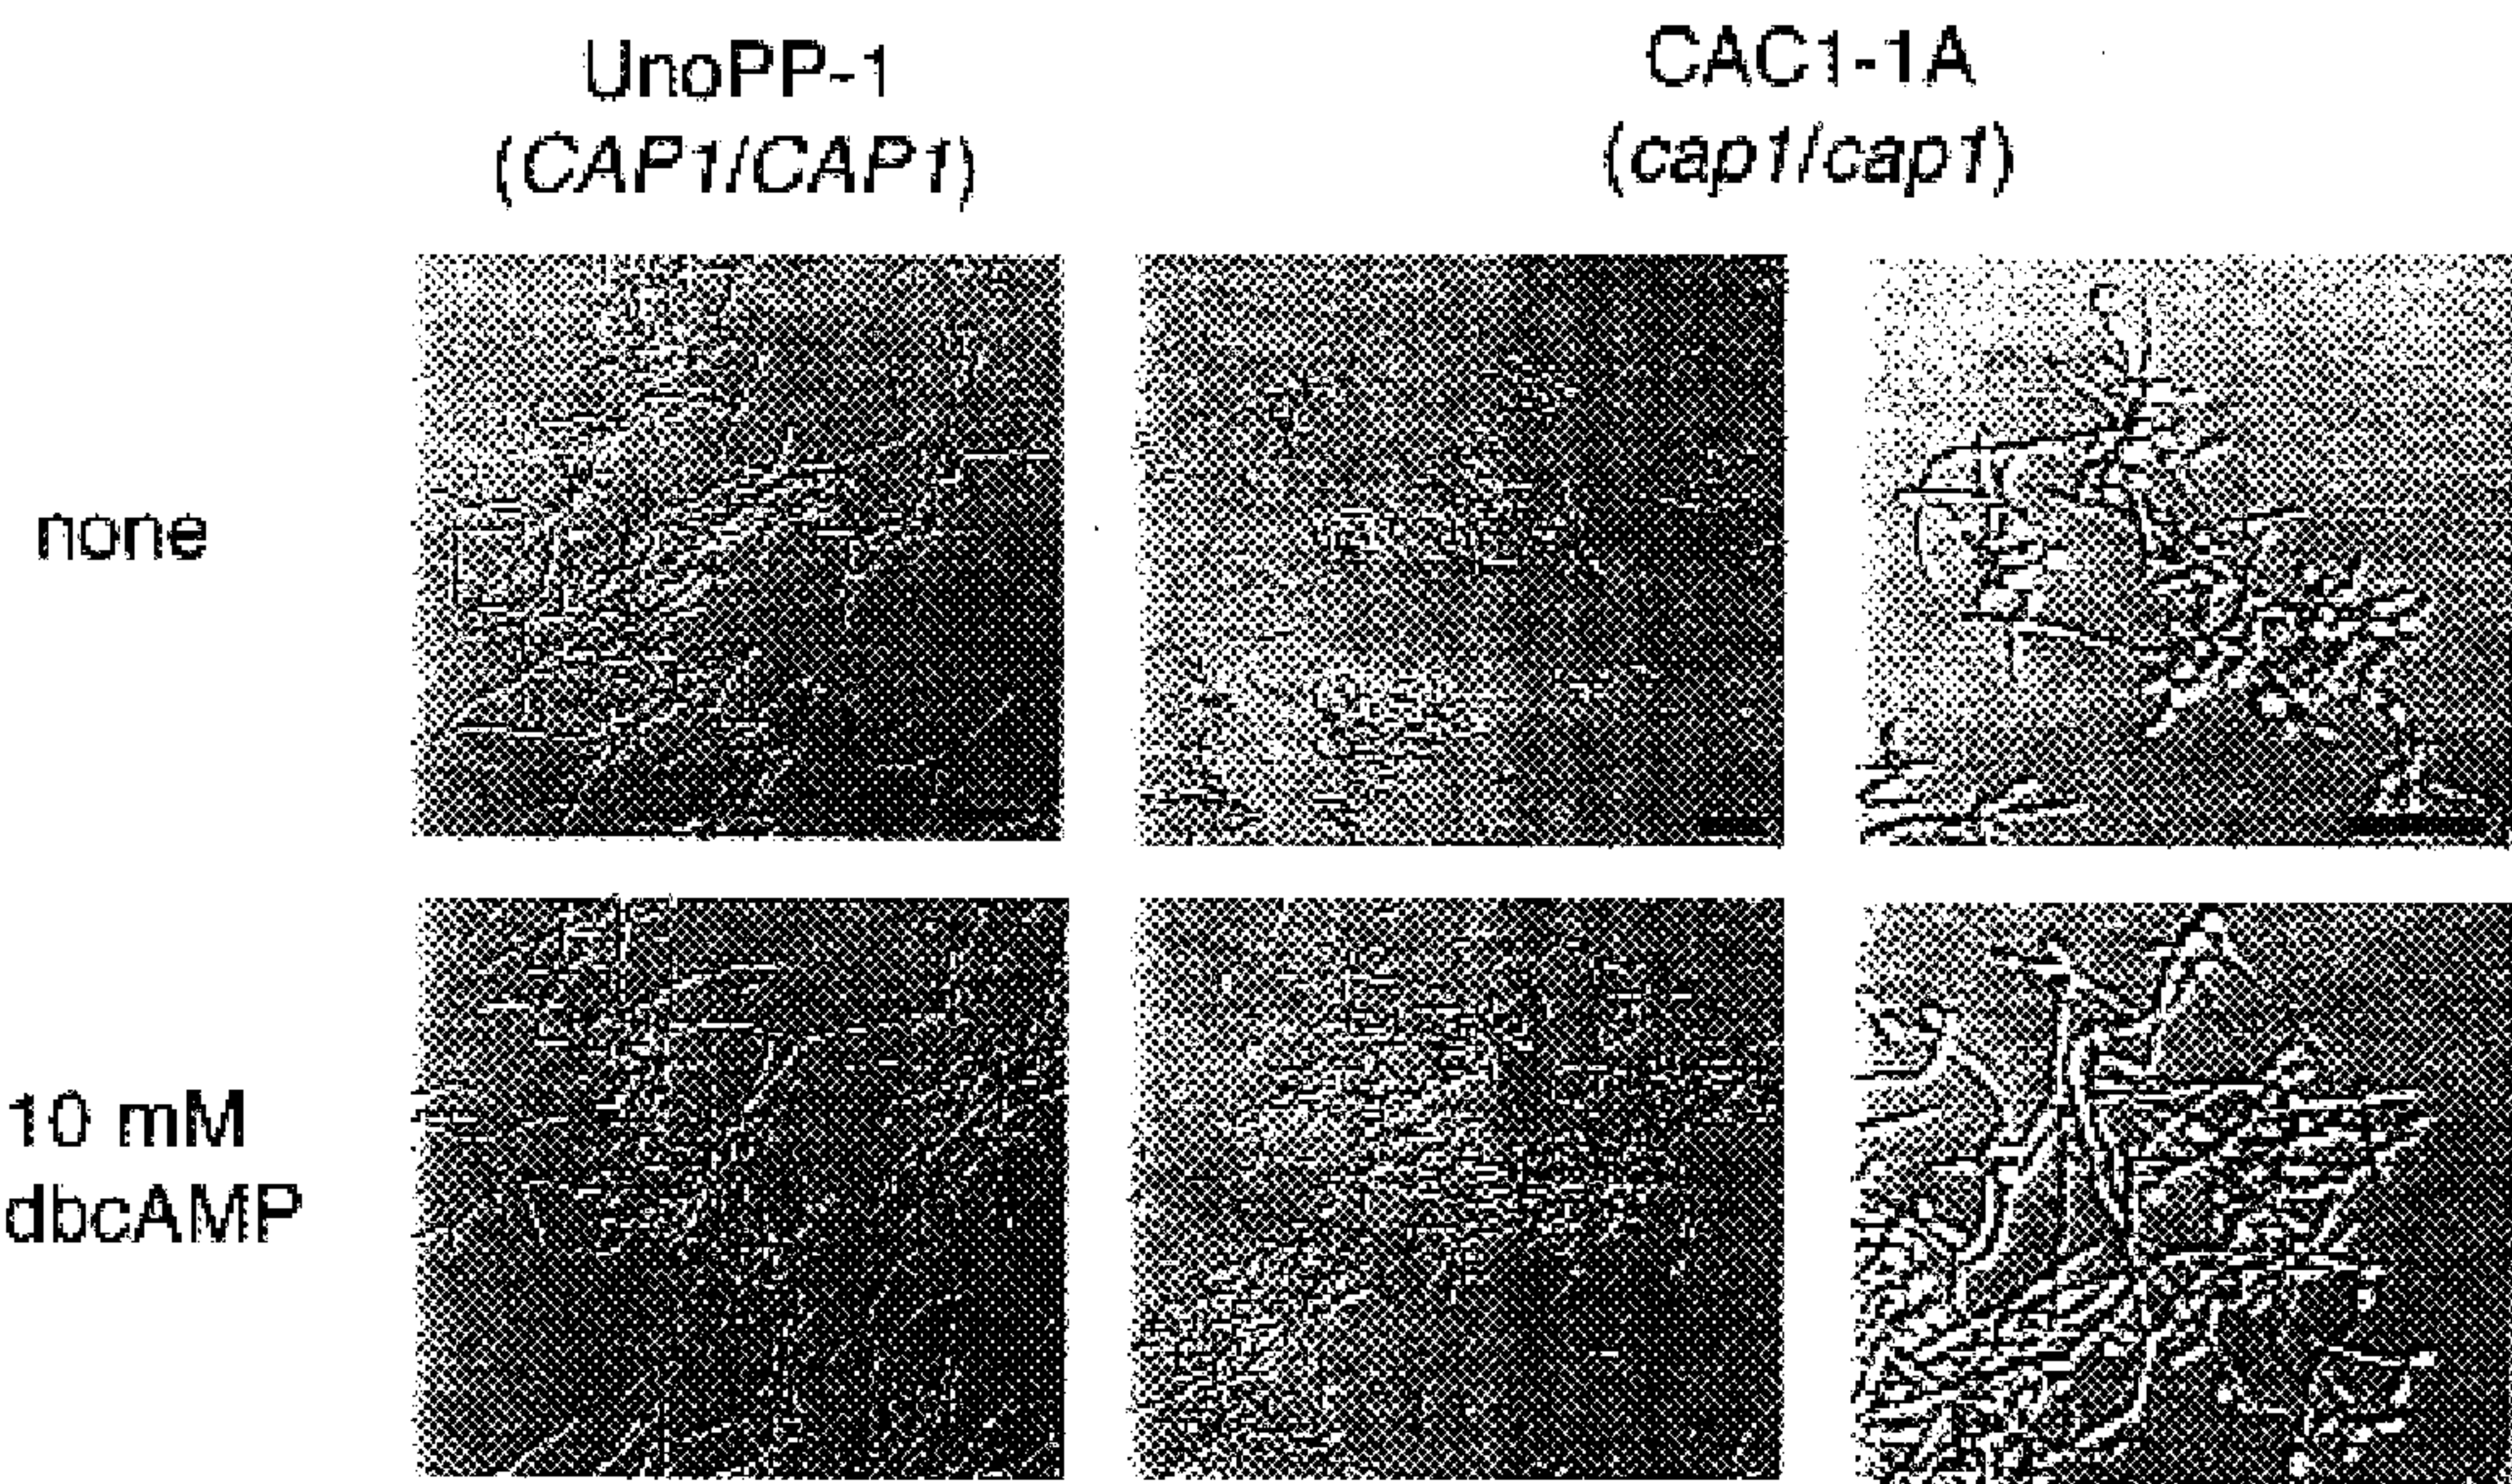 UnoPP-1
(CAP1/CAP1)
CAC1-1A
(cap1/cap1)
none
10 mM
dbcAMP